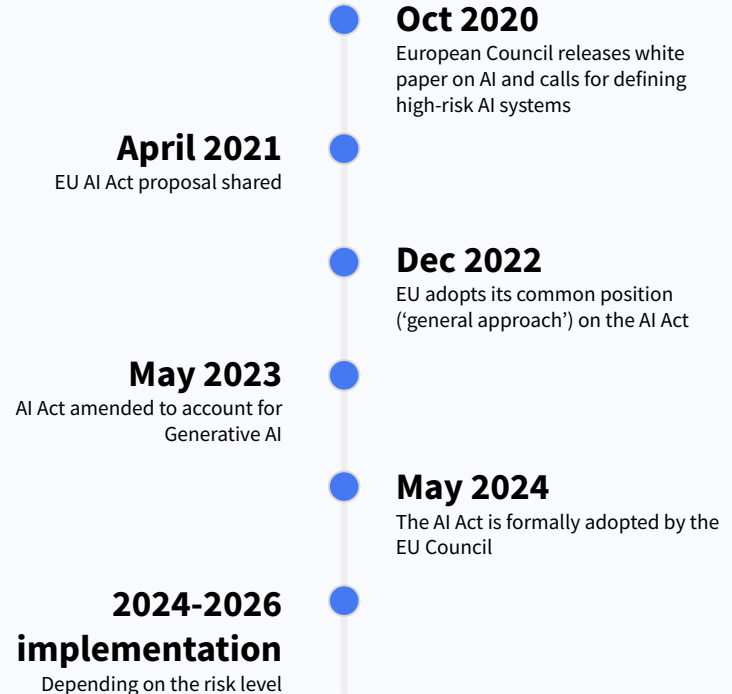 Oct 2020
European Council releases white
paper on AI and calls for defining
high-risk AI systems
April 2021
EU AI Act proposal shared
Dec 2022
EU adopts its common position
(‘general approach’) on the AI Act
May 2023
AI Act amended to account for
Generative AI
May 2024
The AI Act is formally adopted by the
EU Council
2024-2026
implementation
Depending on the risk level